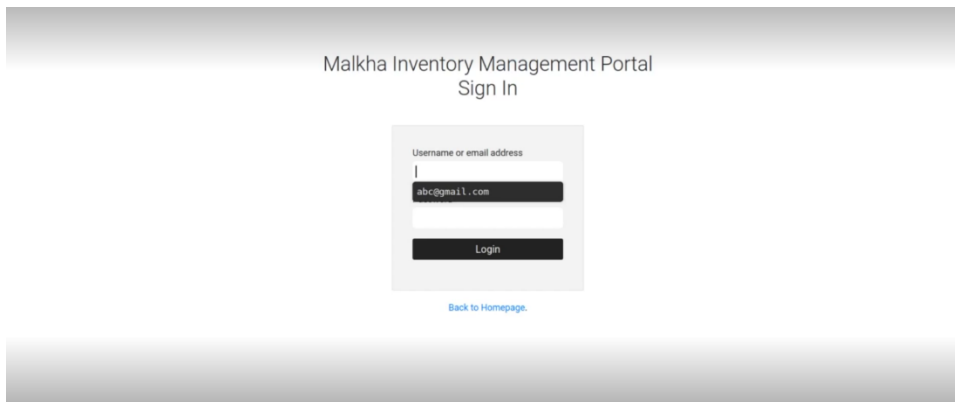 Malkha Inventory Management Portal
Sign In
Username or email address
abc@gmail.com
Login
Back to Homepage.